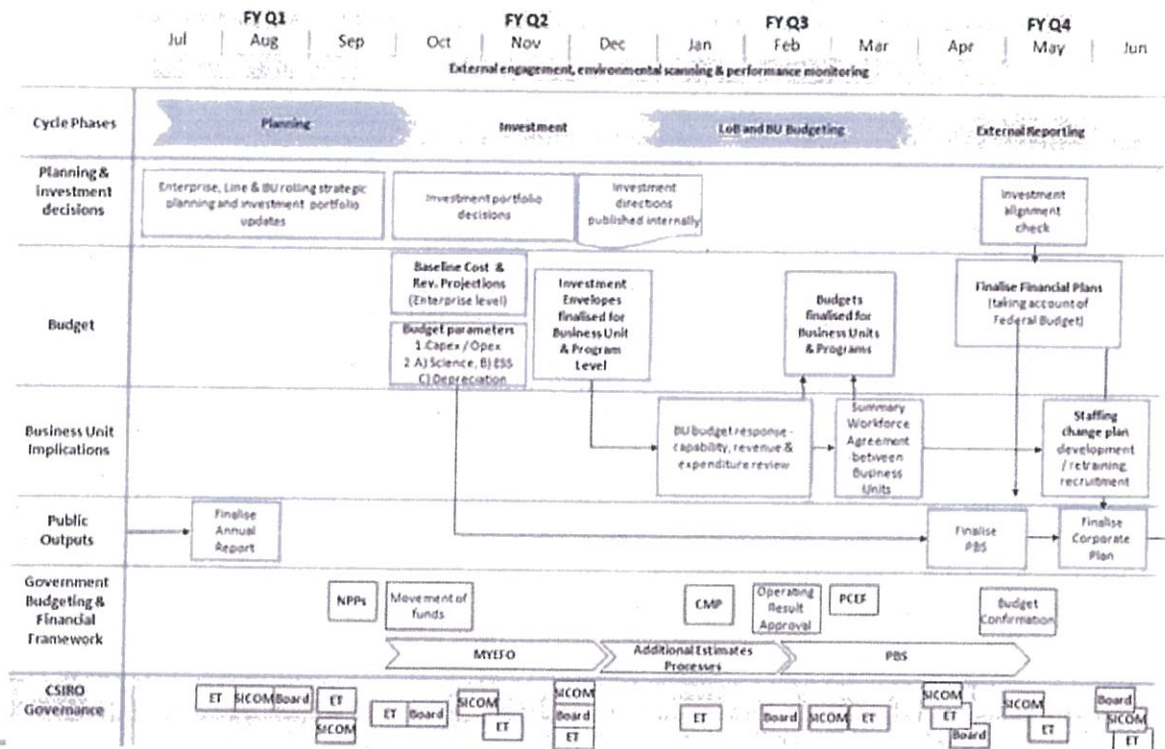 FY Q1
FY Q2
FY Q3
FY Q4
Jul
Aug
Sep
Oct
Nov
Dec
Jan
Feb
Mar
Apr
May
Jun
External engagement, environmental scanning & performance monitoring
Cycle Phases
Planning
Investment
LoB and BU Budgeting
External Reporting
Planning &
investment
decisions
Enterprise, Line & BU rolling strategic
planning and investment portfolio
updates
Investment portfolio
decisions
Investment
directions
published internally
Investment
alignment
check
Budget
Baseline Cost &
Rev. Projections
(Enterprise level)
Budget parameters
1 Capex / Opex
2 A) Science, B) ESS
C) Depreciation
Investment
Envelopes
finalised for
Business Unit
& Program
Level
Budgets
finalised for
Business Units
& Programs
Finalise Financial Plans
(taking account of
Federal Budget)
Business Unit
Implications
BU budget response -
capability, revenue &
expenditure review
Summary
Workforce
Agreement
between
Business
Units
Staffing
change plan
development
/ retraining
recruitment
Public
Outputs
Finalise
Annual
Report
Finalise
PBS
Finalise
Corporate
Plan
Government
Budgeting &
Financial
Framework
NPPs
Movement of
funds
CMP
Operating
Result
Approval
PCEF
Budget
Confirmation
MYEFO
Additional Estimates
Processes
PBS
CSIRO
Governance
ET
SICOM
Board
ET
SICOM
ET
Board
SICOM
ET
SICOM
Board
ET
ET
Board
SICOM
ET
SICOM
ET
Board
SICOM
ET
Board
SICOM
ET